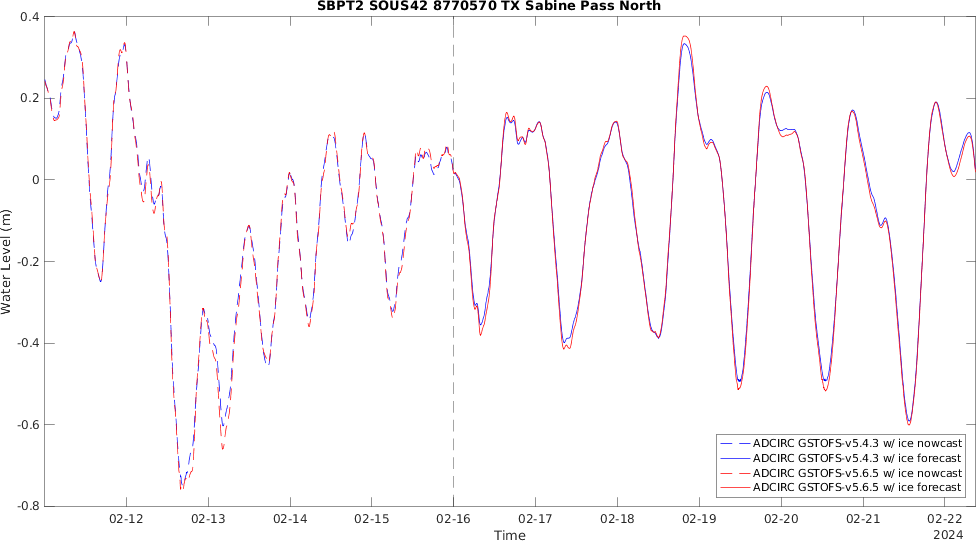 SBPT2 SOUS42 8770570 TX Sabine Pass North
0.4
0.2
0
-0.2
-0.4
-0.6
-0.8
Water Level (m)
ADCIRC GSTOFS-v5.4.3 w/ ice nowcast
ADCIRC GSTOFS-v5.4.3 w/ ice forecast
ADCIRC GSTOFS-v5.6.5 w/ ice nowcast
ADCIRC GSTOFS-v5.6.5 w/ ice forecast
02-12 02-13 02-14 02-15 02-16 02-17 02-18 02-19 02-20 02-21 02-22
Time 2024